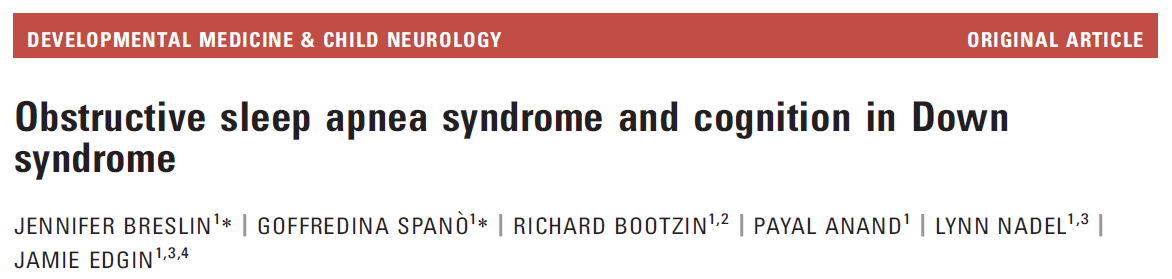 DEVELOPMENTAL MEDICINE & CHILD NEUROLOGY ORIGINAL ARTICLE
Obstructive sleep apnea syndrome and cognition in Down
syndrome
JENNIFER BRESLIN1* | GOFFREDINA SPANÒ1* | RICHARD BOOTZIN1,2 | PAYAL ANAND1 | LYNN NADEL1,3 |
JAMIE EDGIN1,3,4